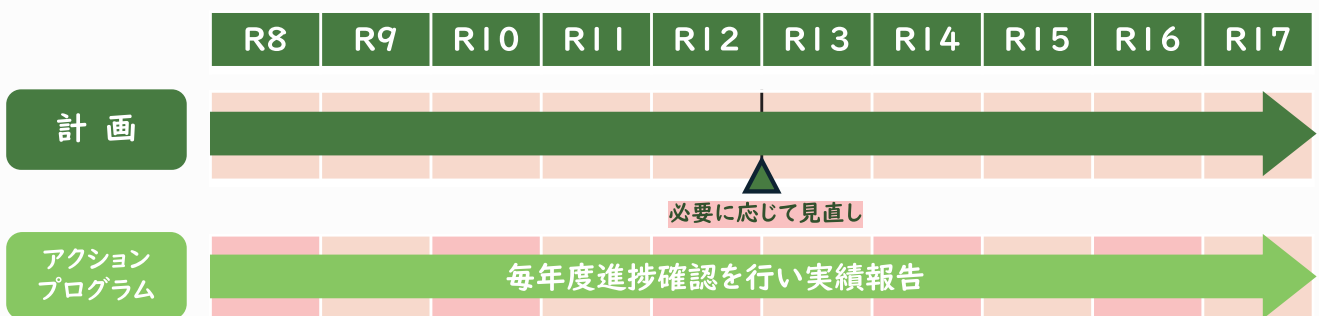 R8 R9 R10 R11 R12 R13 R14 R15 R16 R17
計 画
必要に応じて見直し
アクション
プログラム
毎年度進捗確認を行い実績報告